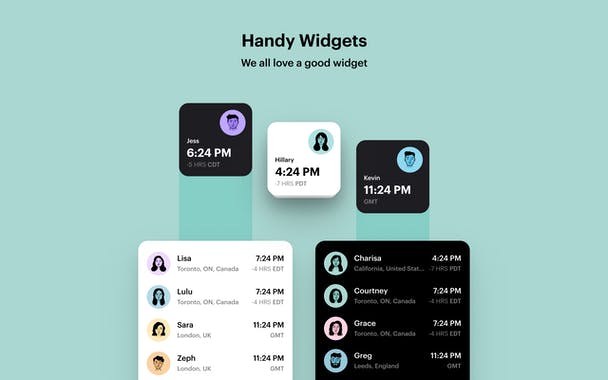 Handy Widgets
We all love a good widget
Jess
6:24 PM
-5 HRS CDT
Hillary
4:24 PM
-7 HRS PDT
Kevin
11:24 PM
GMT
Lisa 7:24 PM
Toronto, ON, Canada -4 HRS EDT
Lulu 7:24 PM
Toronto, ON, Canada -4 HRS EDT
Sara 11:24 PM
London, UK GMT
Zeph 11:24 PM
London, UK GMT
Charisa 4:24 PM
California, United Stat... -7 HRS PDT
Courtney 7:24 PM
Toronto, ON, Canada -4 HRS EDT
Grace 7:24 PM
Toronto, ON, Canada -4 HRS EDT
Greg 11:24 PM
Leeds, England GMT